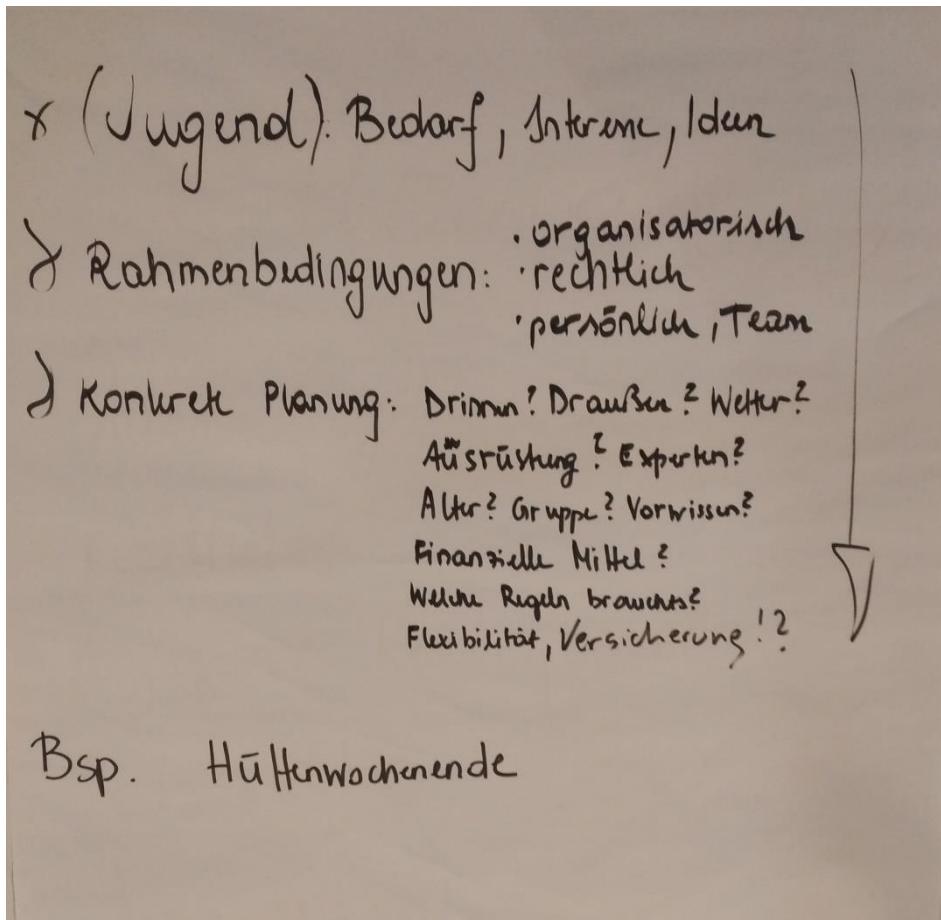 (Jugend): Bedarf, Interesse, Ideen
Rahmenbedingungen: · organisatorisch
· rechtlich
· persönlich, Team
Konkrete Planung: Drinnen? Draußen? Wetter?
Ausrüstung? Experten?
Alter? Gruppe? Vorwissen?
Finanzielle Mittel?
Welche Regeln brauchts?
Flexibilität, Versicherung!?
Bsp. Hüttenwochenende